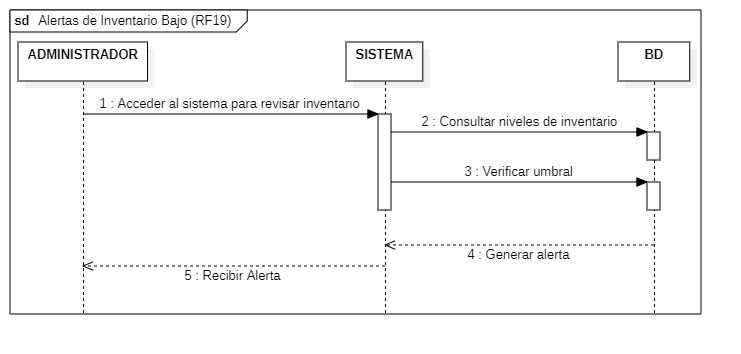 sd Alertas de Inventario Bajo (RF19)
ADMINISTRADOR
SISTEMA
BD
1 : Acceder al sistema para revisar inventario
2 : Consultar niveles de inventario
3 : Verificar umbral
4 : Generar alerta
5 : Recibir Alerta